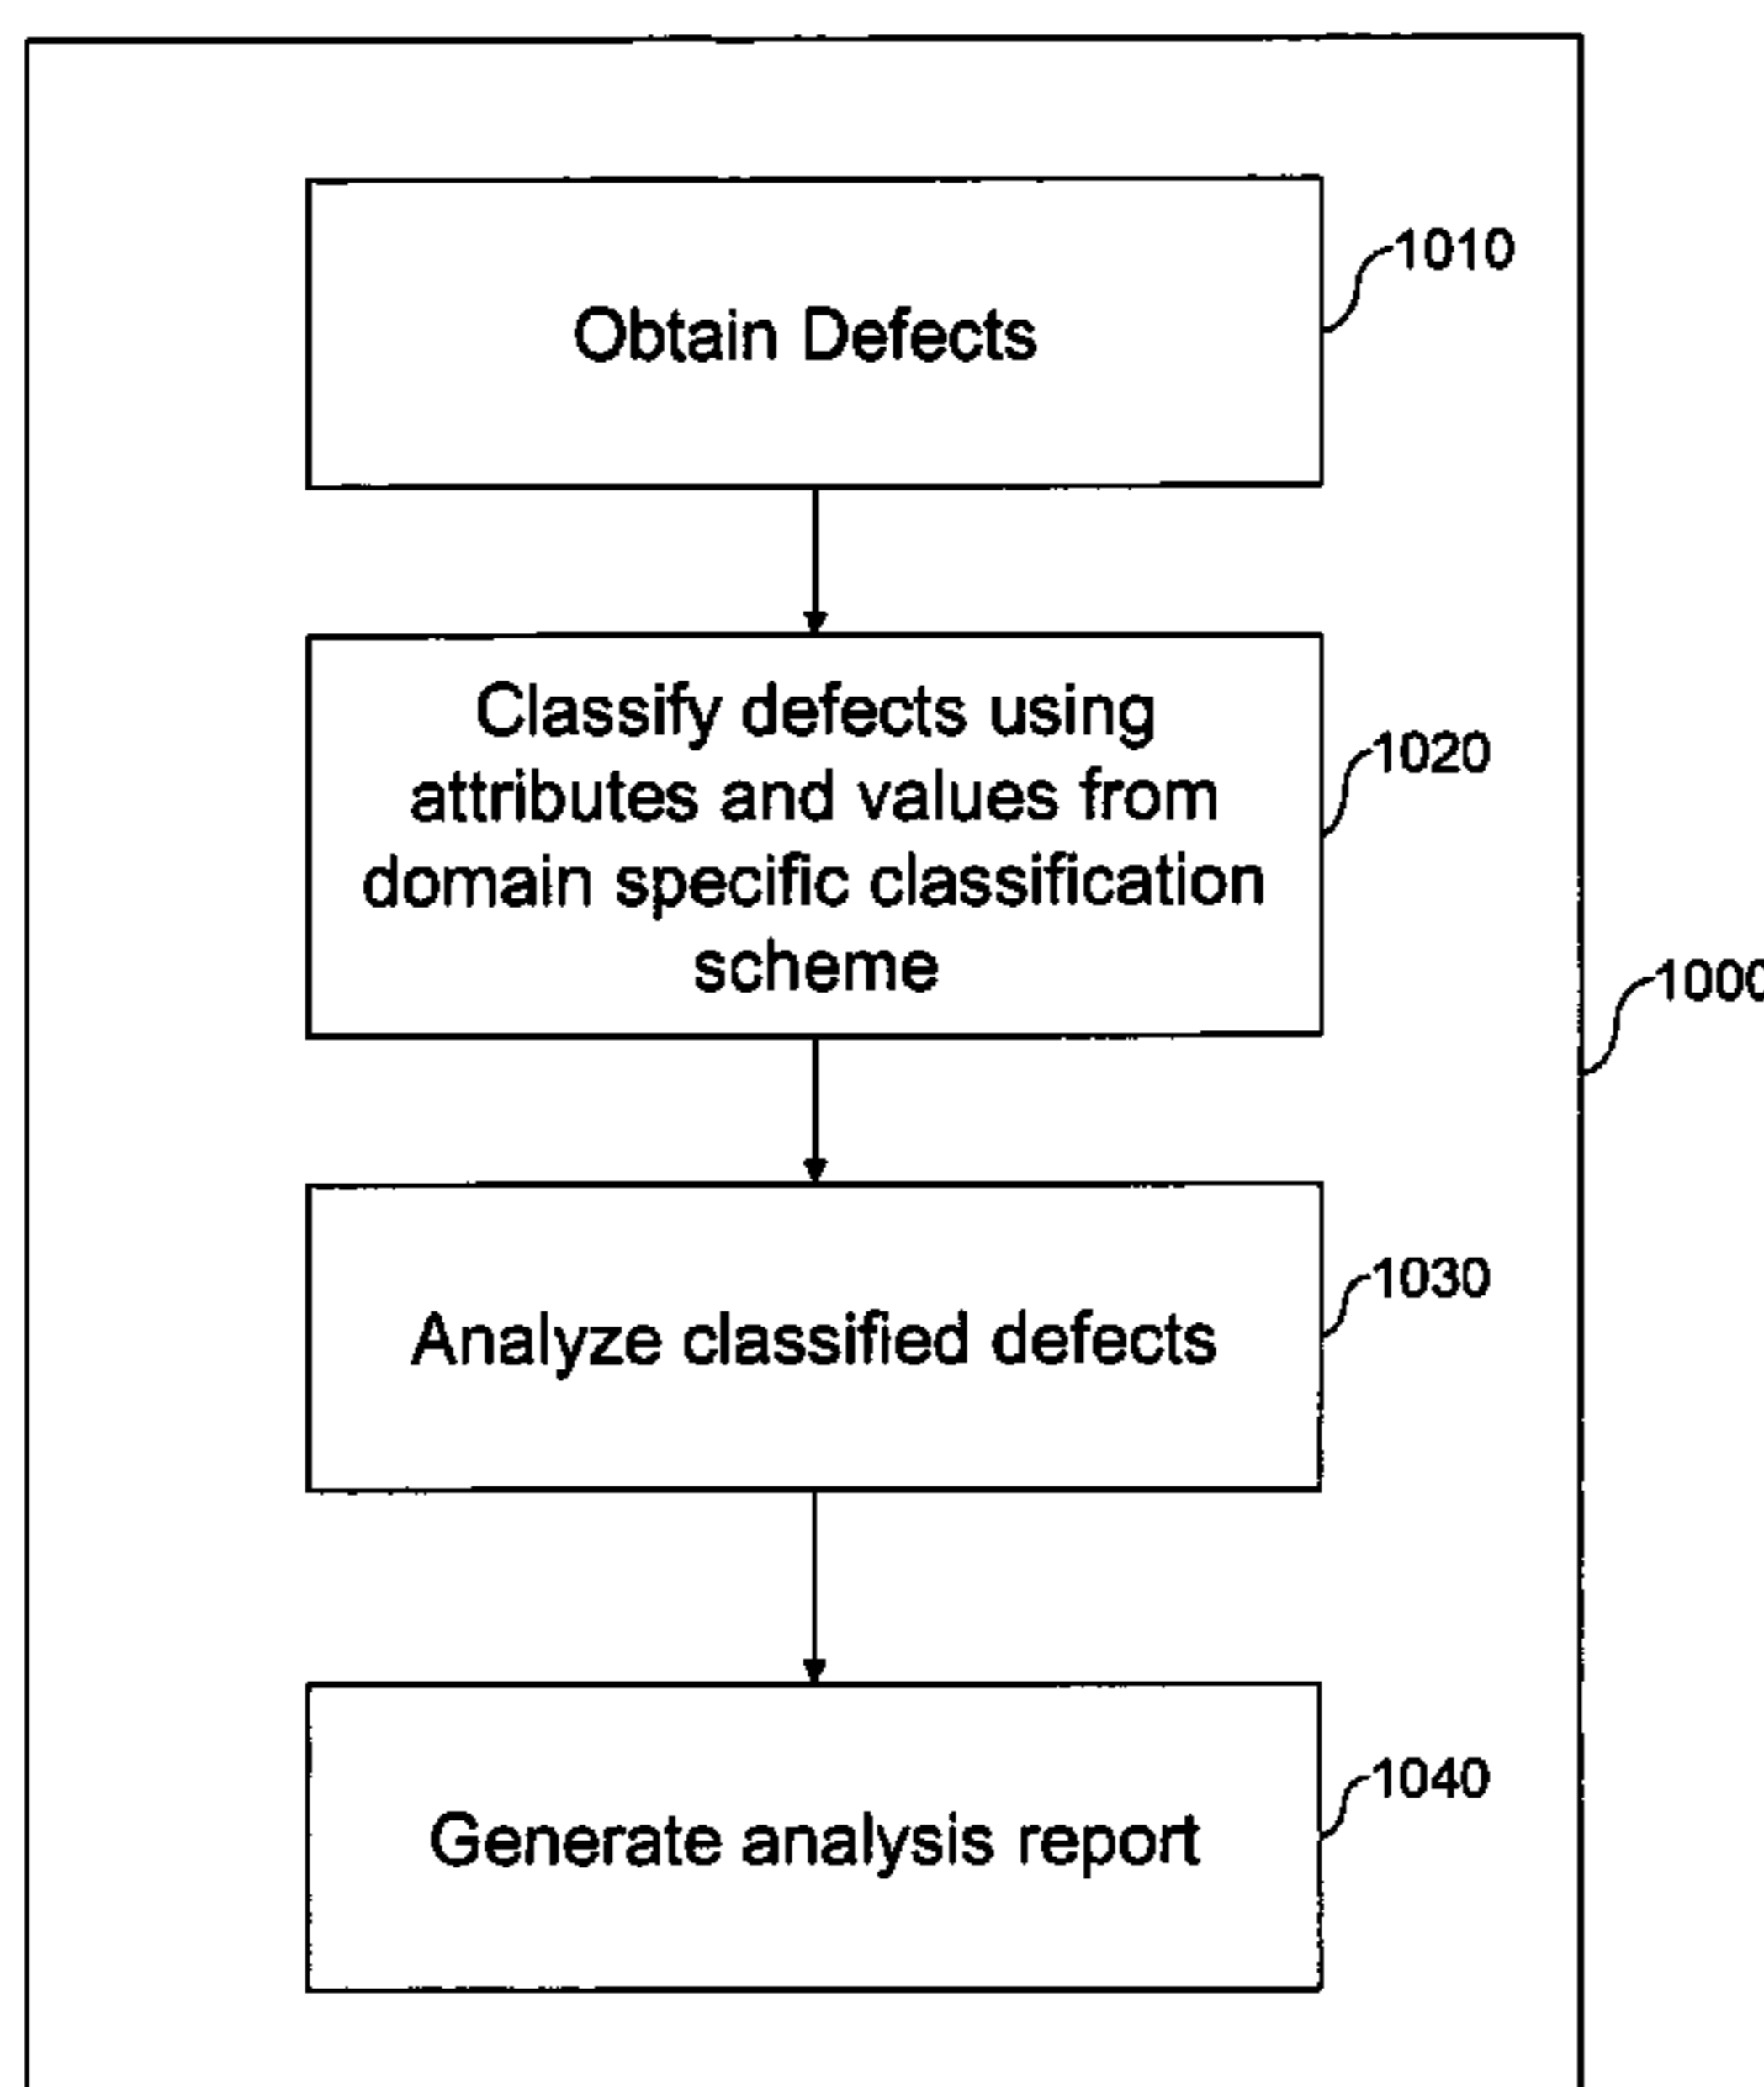 1010
Obtain Defects
Classify defects using
attributes and values from
domain specific classification
scheme
1020
1000
Analyze classified defects
1030
Generate analysis report
1040